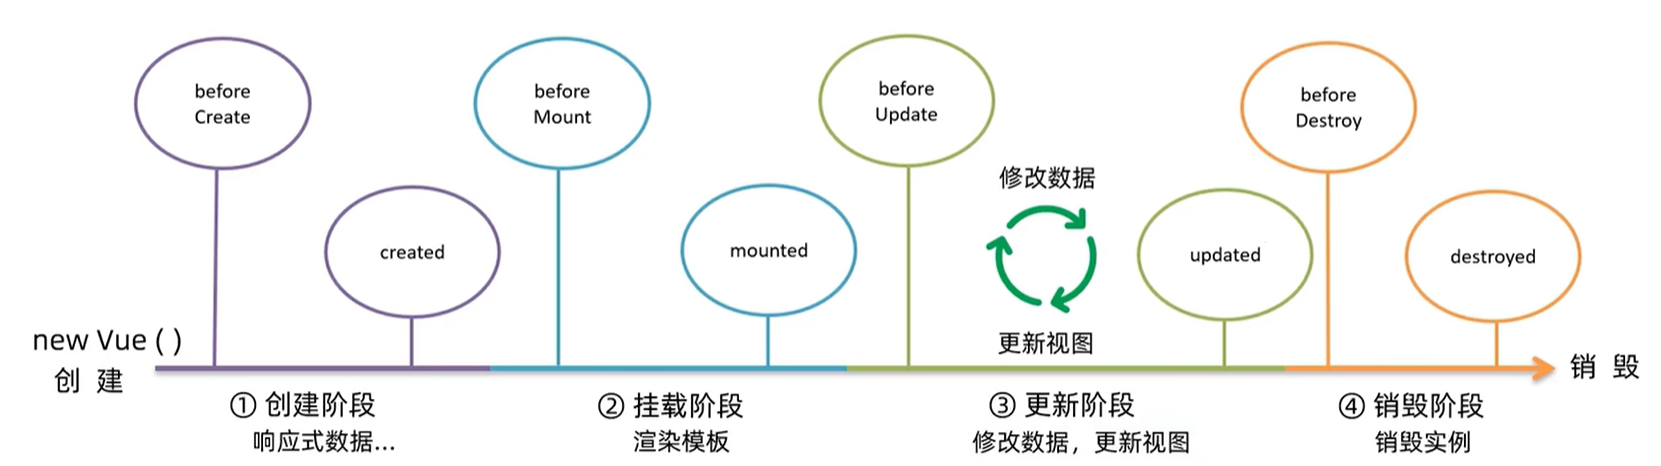 before
Create
before
Mount
before
Update
before
Destroy
修改数据
created
mounted
updated
destroyed
更新视图
new Vue ( )
创 建
销 毁
① 创建阶段
响应式数据...
② 挂载阶段
渲染模板
③ 更新阶段
修改数据，更新视图
④ 销毁阶段
销毁实例